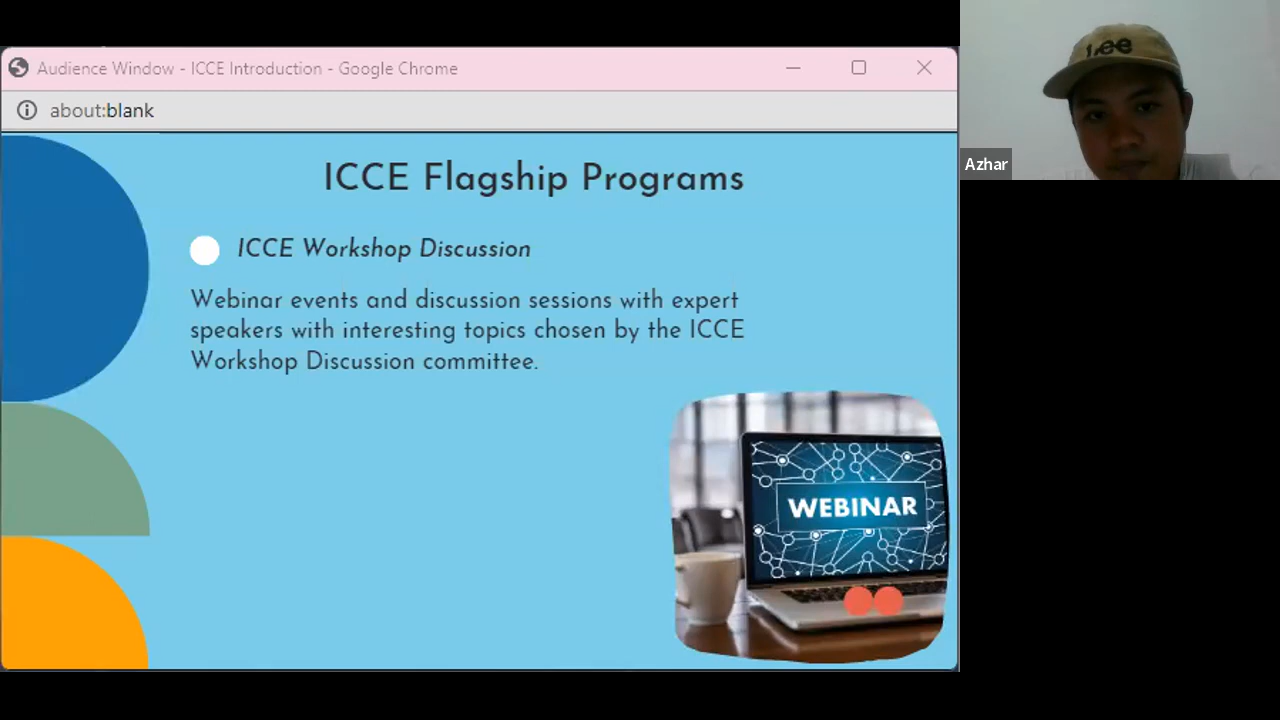 Audience Window - ICCE Introduction - Google Chrome
about:blank
ICCE Flagship Programs
ICCE Workshop Discussion
Webinar events and discussion sessions with expert
speakers with interesting topics chosen by the ICCE
Workshop Discussion committee.
WEBINAR
Lee
Azhar